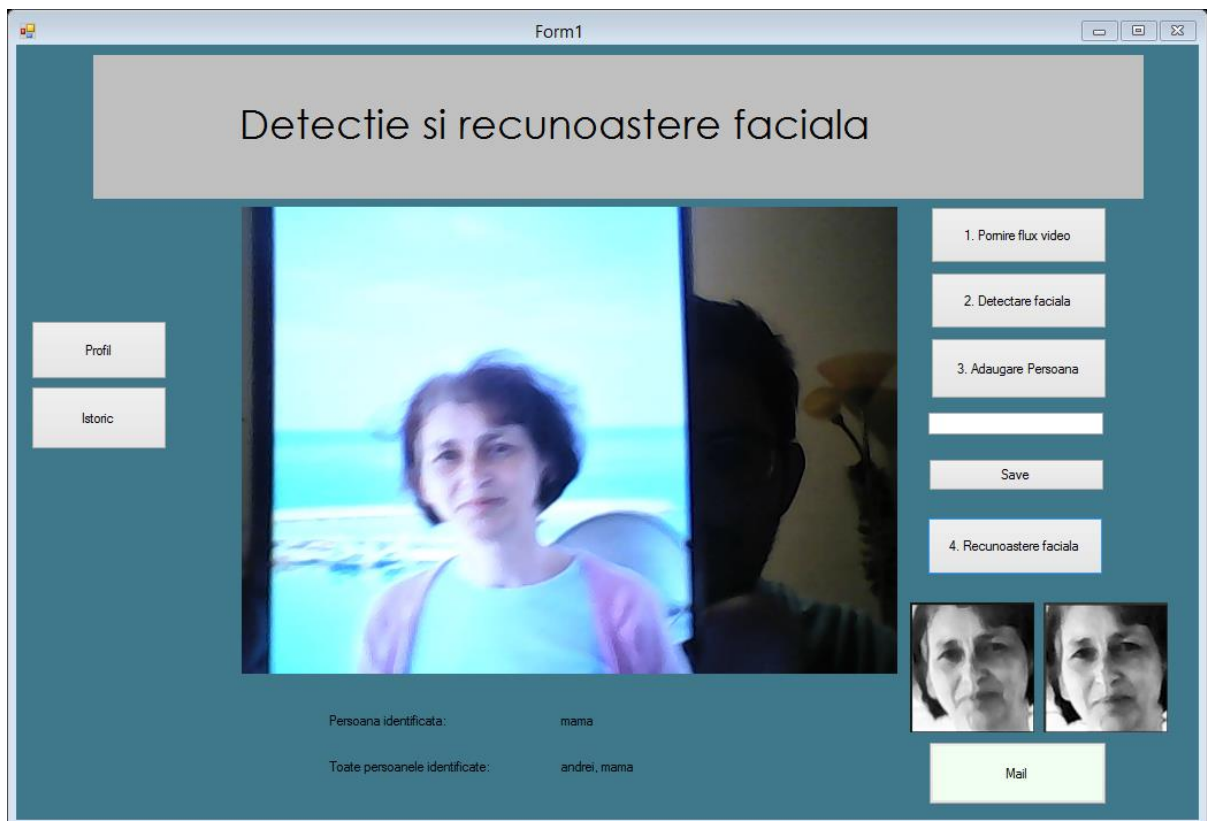 Form1
Detectie si recunoastere faciala
1. Pornire flux video
2. Detectare faciala
3. Adaugare Persoana
Save
4. Recunoastere faciala
Profil
Istoric
Persoana identificata: mama
Toate persoanele identificate: andrei, mama
Mail